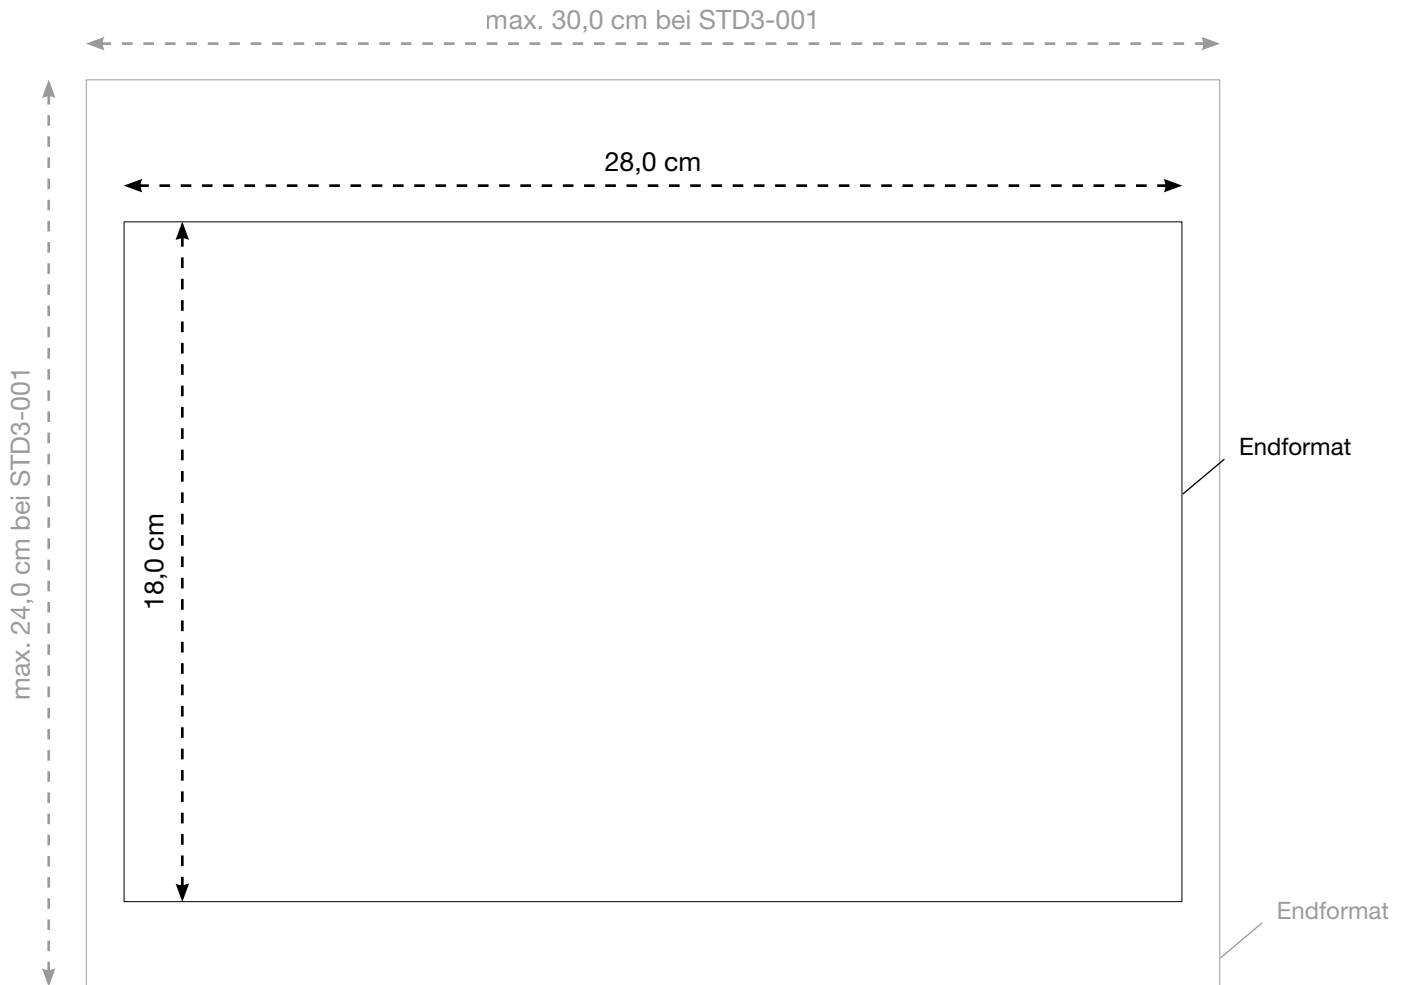 max. 30,0 cm bei STD3-001
28,0 cm
Endformat
18,0 cm
max. 24,0 cm bei STD3-001
Endformat